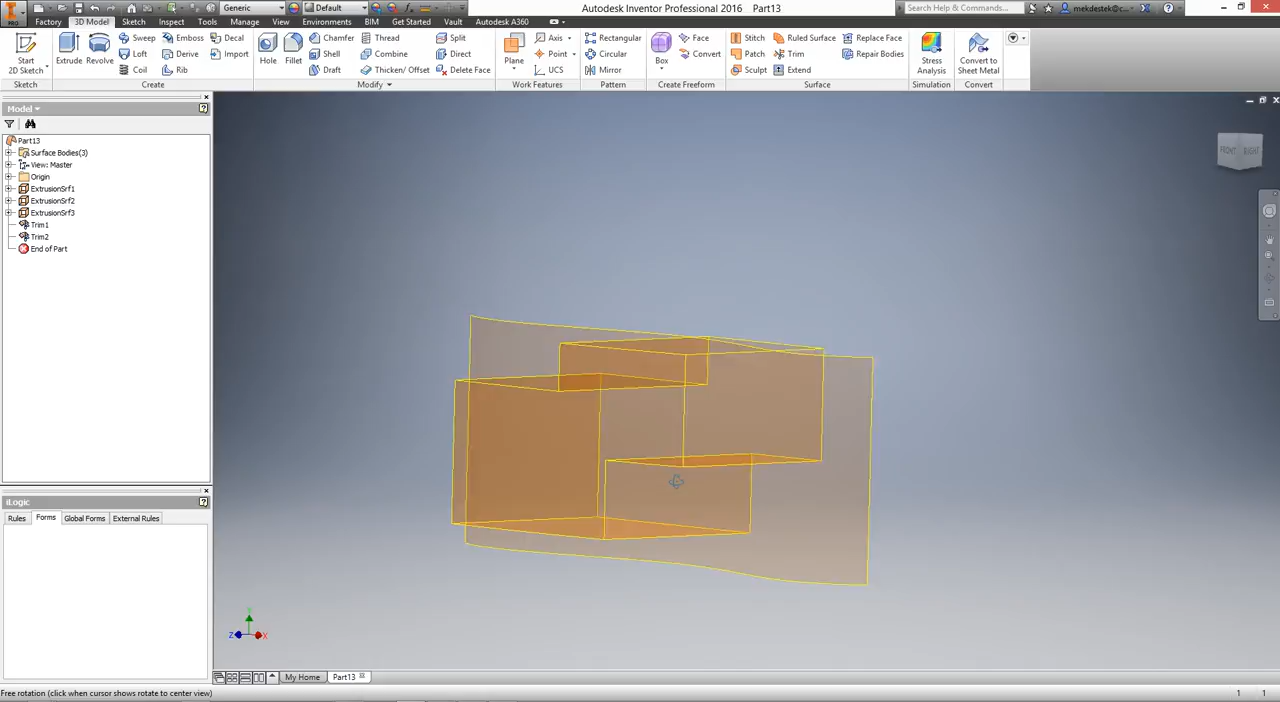 Generic
Default
Autodesk Inventor Professional 2016 Part13
Search Help & Commands...
mekdestek@c...
PRO
Factory 3D Model Sketch Inspect Tools Manage View Environments BIM Get Started Vault Autodesk A360
Start
2D Sketch
Extrude
Revolve
Sweep
Loft
Coil
Emboss
Derive
Rib
Decal
Import
Hole
Fillet
Chamfer
Shell
Draft
Thread
Combine
Thicken/ Offset
Split
Direct
Delete Face
Plane
Axis
Point
UCS
Rectangular
Circular
Mirror
Box
Face
Convert
Stitch
Patch
Sculpt
Ruled Surface
Trim
Extend
Replace Face
Repair Bodies
Stress
Analysis
Convert to
Sheet Metal
Sketch Create Modify Work Features Pattern Create Freeform Surface Simulation Convert
Model
Part13
Surface Bodies(3)
View: Master
Origin
ExtrusionSrf1
ExtrusionSrf2
ExtrusionSrf3
Trim1
Trim2
End of Part
FRONT RIGHT
iLogic
Rules Forms Global Forms External Rules
Y
Z X
My Home Part13
Free rotation (click when cursor shows rotate to center view) 1 1